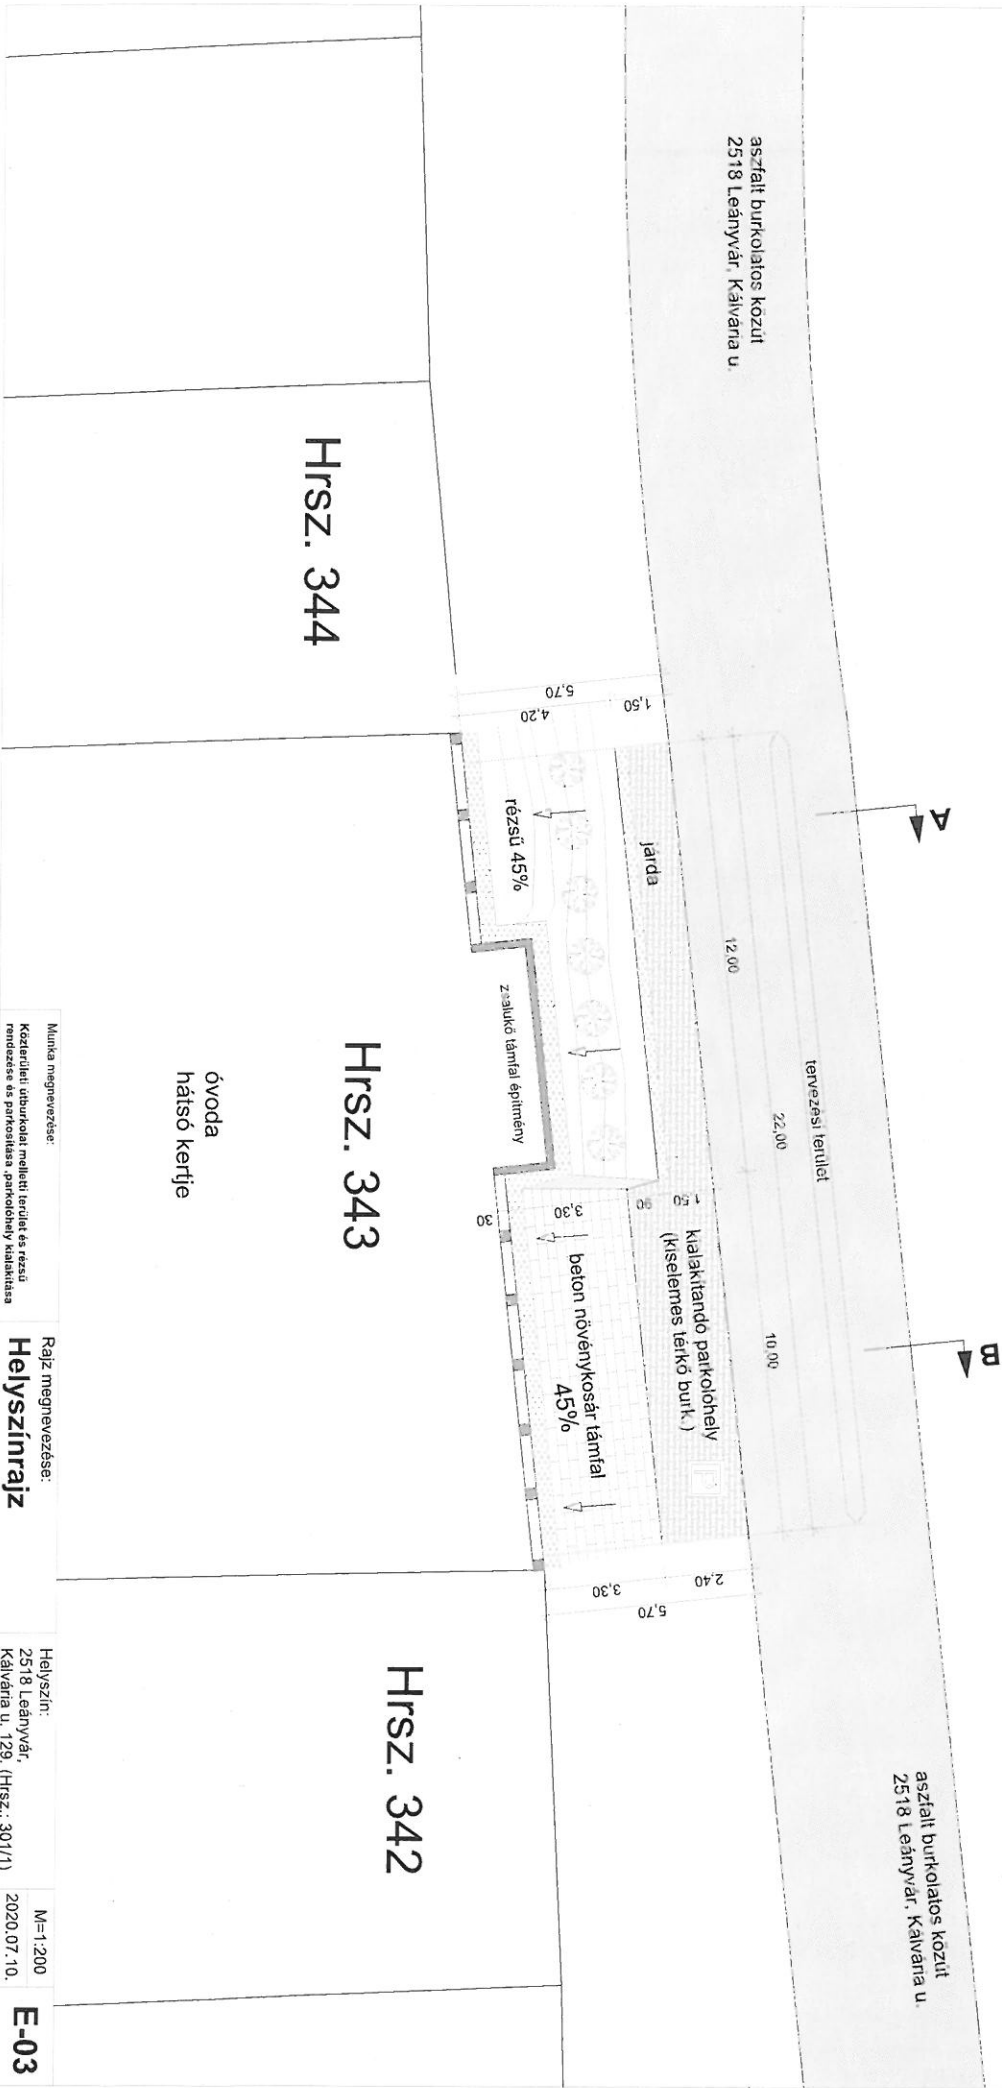 aszfalt burkolatos közút
2518 Leányvár, Kálvária u.
A
B
tervezési terület
22,00
12,00
10,00
aszfalt burkolatos közút
2518 Leányvár, Kálvária u.
5,70
4,20
1,50
járda
rézsű 45%
zsalukő támfal építmény
1,50
90
3,30
30
kialakítandó parkolóhely
(kiselemes térkő burk.)
P
beton növénykosár támfal
45%
2,40
3,30
5,70
Hrsz. 344
Hrsz. 343
Hrsz. 342
óvoda
hátsó kertje
Munka megnevezése:
Közterületi útburkolat melletti terület és rézsű
rendezése és parkosítása ,parkolóhely kialakítása
Rajz megnevezése:
Helyszínrajz
Helyszín:
2518 Leányvár,
Kálvária u. 129. (Hrsz.: 301/1)
M=1:200
2020.07.10.
E-03